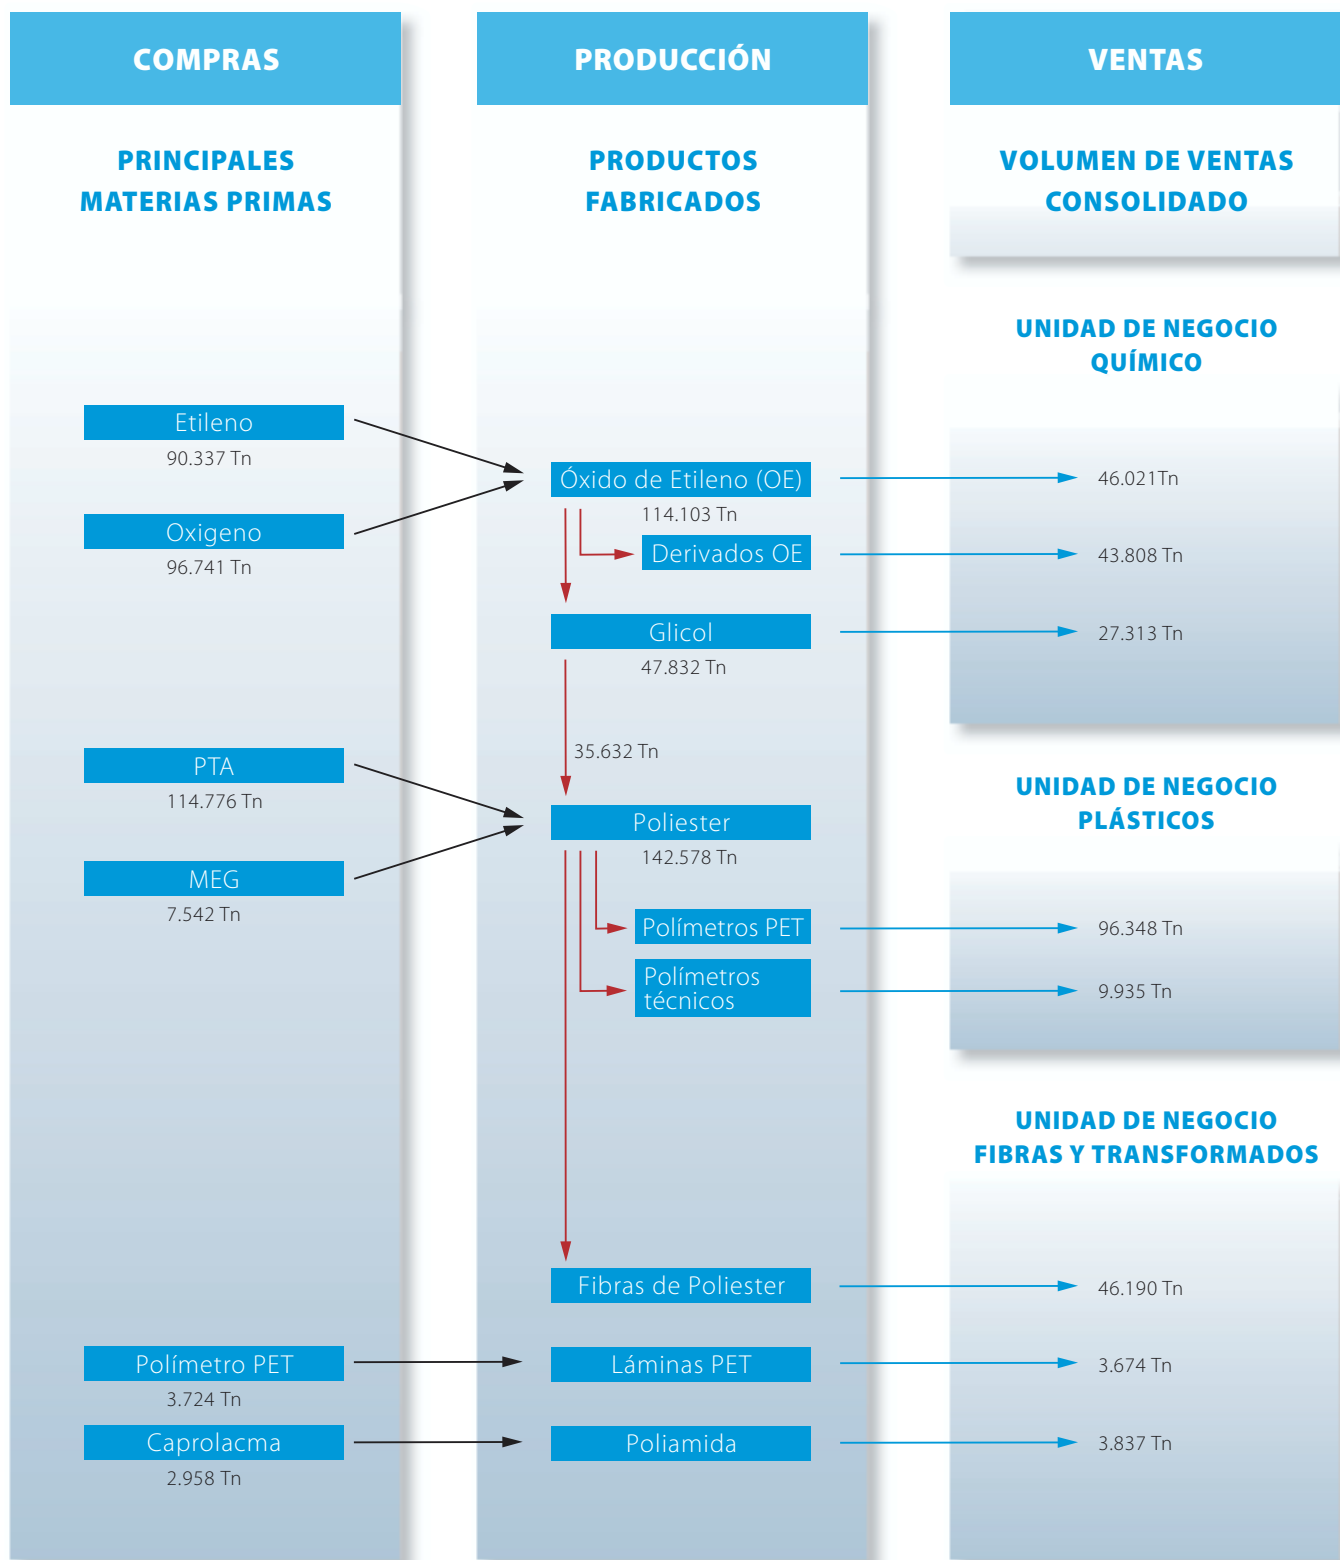 COMPRAS
PRINCIPALES
MATERIAS PRIMAS
Etileno
90.337 Tn
Oxigeno
96.741 Tn
PTA
114.776 Tn
MEG
7.542 Tn
Polímetro PET
3.724 Tn
Caprolacma
2.958 Tn
PRODUCCIÓN
PRODUCTOS
FABRICADOS
Óxido de Etileno (OE)
114.103 Tn
Derivados OE
Glicol
47.832 Tn
35.632 Tn
Poliester
142.578 Tn
Polímetros PET
Polímetros
técnicos
Fibras de Poliester
Láminas PET
Poliamida
VENTAS
VOLUMEN DE VENTAS
CONSOLIDADO
UNIDAD DE NEGOCIO
QUÍMICO
46.021Tn
43.808 Tn
27.313 Tn
UNIDAD DE NEGOCIO
PLÁSTICOS
96.348 Tn
9.935 Tn
UNIDAD DE NEGOCIO
FIBRAS Y TRANSFORMADOS
46.190 Tn
3.674 Tn
3.837 Tn